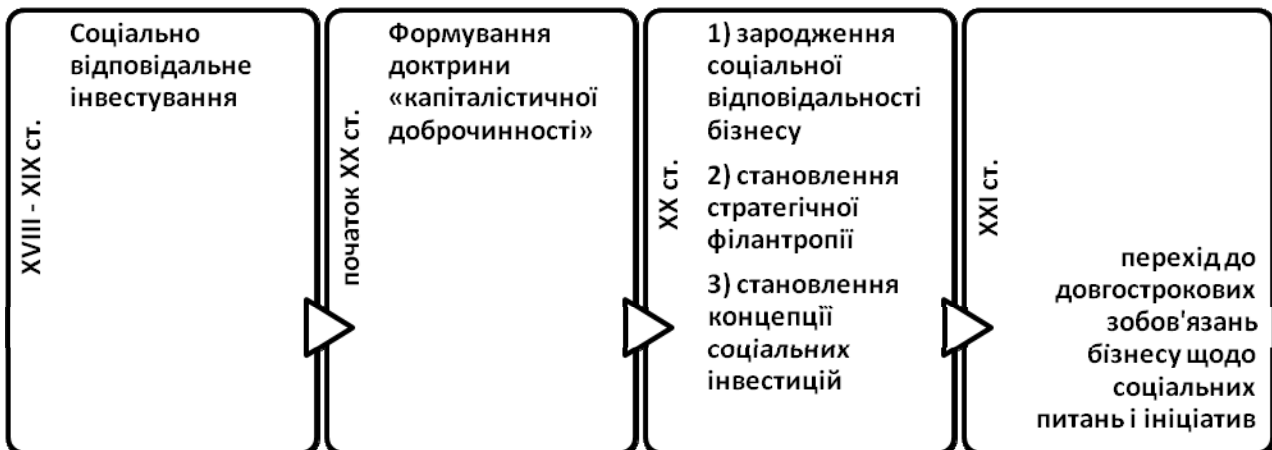 XVIII - XIX ст.
Соціально
відповідальне
інвестування
початок XX ст.
Формування
доктрини
«капіталістичної
доброчинності»
XX ст.
1) зародження
соціальної
відповідальності
бізнесу
2) становлення
стратегічної
філантропії
3) становлення
концепції
соціальних
інвестицій
XXI ст.
перехід до
довгострокових
зобов'язань
бізнесу щодо
соціальних
питань і ініціатив